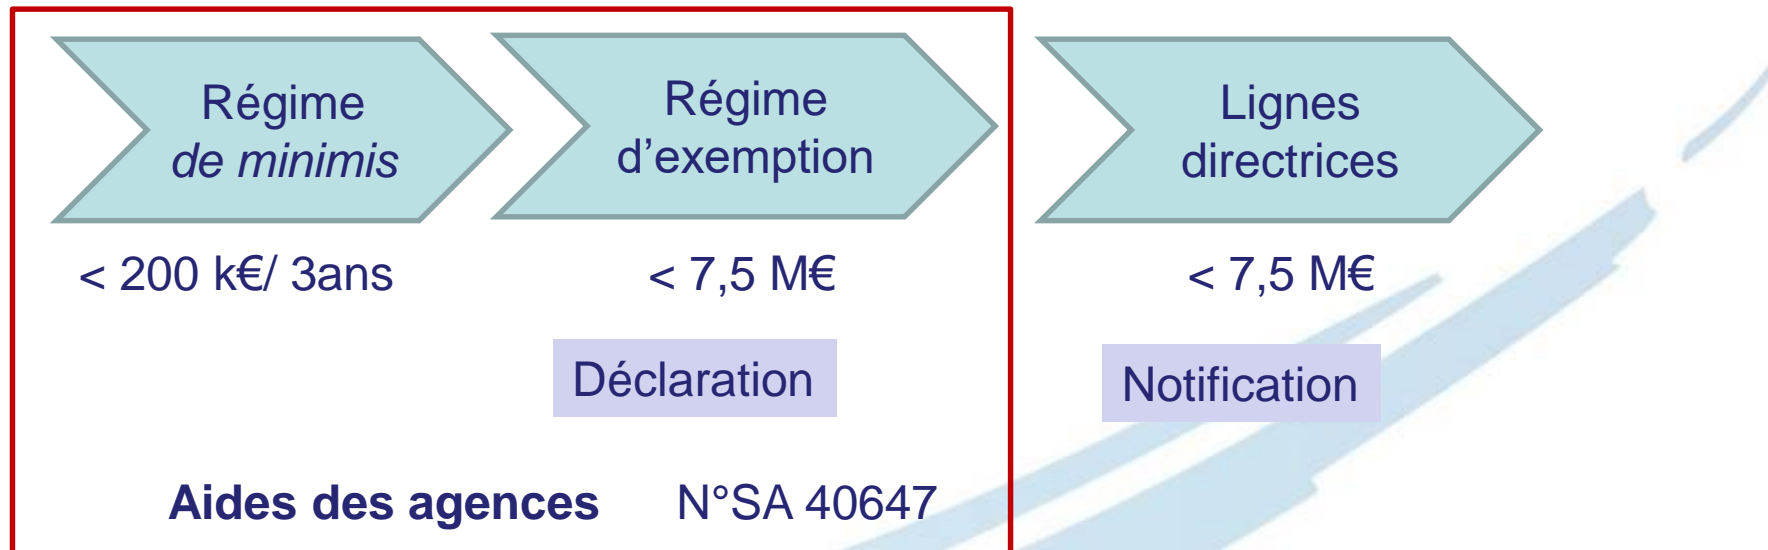 Régime
de minimis
Régime
d’exemption
Lignes
directrices
< 200 k€/ 3ans
< 7,5 M€
< 7,5 M€
Déclaration
Notification
Aides des agences N°SA 40647